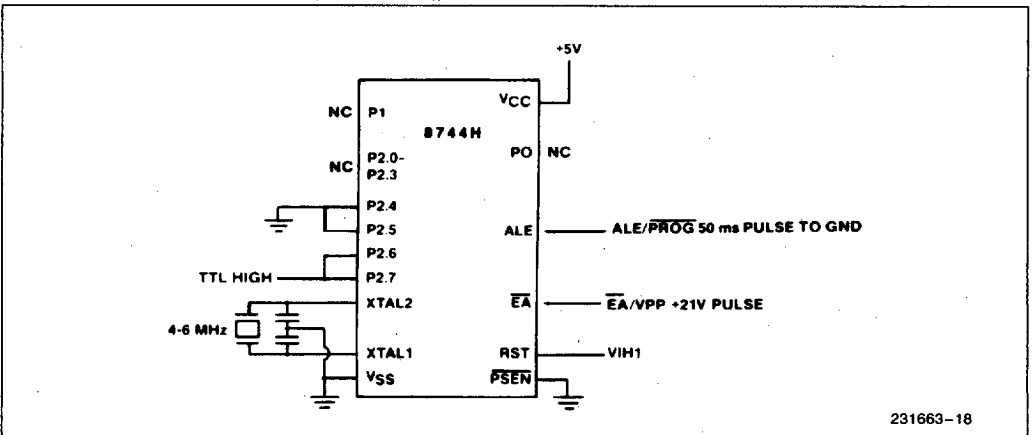 +5V
VCC
NC P1
8744H
PO NC
NC P2.0-
P2.3
P2.4
P2.5
ALE ALE/PROG 50 ms PULSE TO GND
P2.6
TTL HIGH P2.7
XTAL2
EA EA/VPP +21V PULSE
4-6 MHz
XTAL1
RST VIH1
VSS
PSEN
231663-18